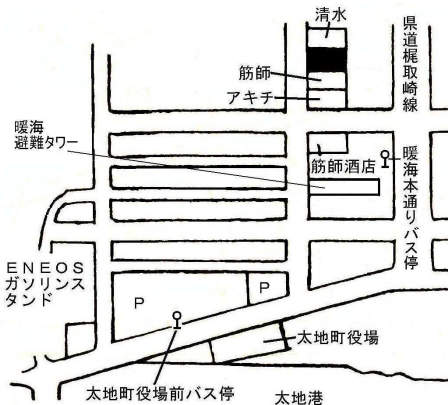 清水
県道梶取崎線
筋師
アキチ
暖海
避難タワー
筋師酒店
暖海本通りバス停
ENEOS
ガソリンス
タンド
P
P
太地町役場
太地町役場前バス停
太地港